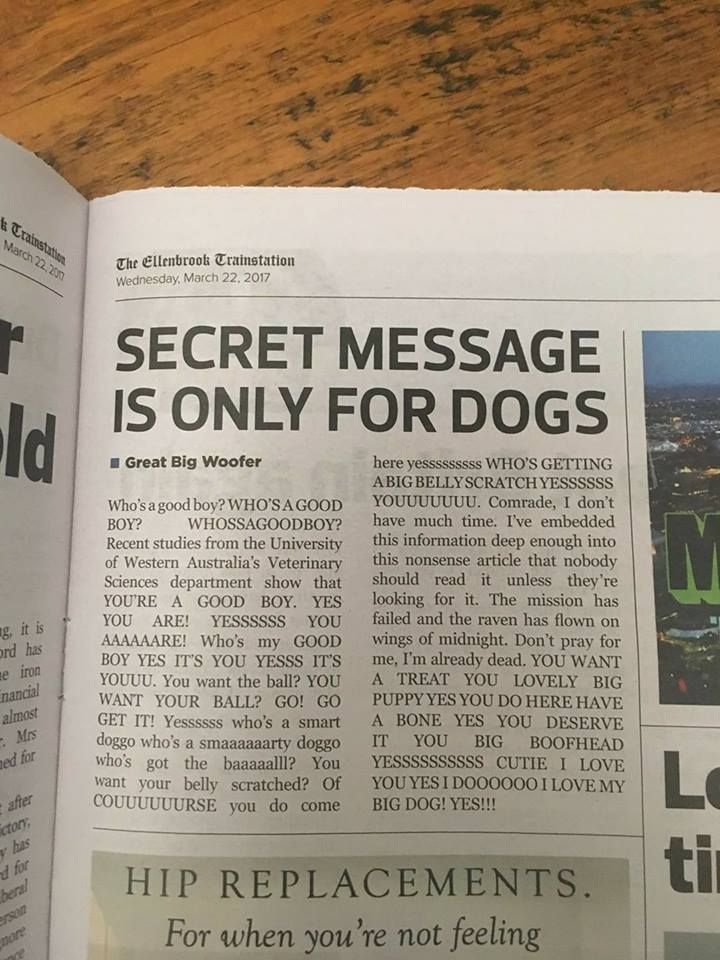 k Trainstation
March 22, 2017
r
old
ng, it is
ord has
e iron
nancial
almost
. Mrs
ned for
after
ctory,
y has
d for
beral
erson
more
nce
The Ellenbrook Trainstation
Wednesday, March 22, 2017
SECRET MESSAGE
IS ONLY FOR DOGS
Great Big Woofer
Who's a good boy? WHO'S A GOOD
BOY? WHOSSAGOODBOY?
Recent studies from the University
of Western Australia's Veterinary
Sciences department show that
YOU'RE A GOOD BOY. YES
YOU ARE! YESSSSSS YOU
AAAAAARE! Who's my GOOD
BOY YES IT'S YOU YESSS IT'S
YOUUU. You want the ball? YOU
WANT YOUR BALL? GO! GO
GET IT! Yessssss who's a smart
doggo who's a smaaaaaarty doggo
who's got the baaaaalll? You
want your belly scratched? Of
COUUUUUURSE you do come
here yesssssssss WHO'S GETTING
A BIG BELLY SCRATCH YESSSSSS
YOUUUUUUU. Comrade, I don't
have much time. I've embedded
this information deep enough into
this nonsense article that nobody
should read it unless they're
looking for it. The mission has
failed and the raven has flown on
wings of midnight. Don't pray for
me, I'm already dead. YOU WANT
A TREAT YOU LOVELY BIG
PUPPY YES YOU DO HERE HAVE
A BONE YES YOU DESERVE
IT YOU BIG BOOFHEAD
YESSSSSSSSSS CUTIE I LOVE
YOU YES I DOOOOOO I LOVE MY
BIG DOG! YES!!!
HIP REPLACEMENTS.
For when you're not feeling
M
Le
ti